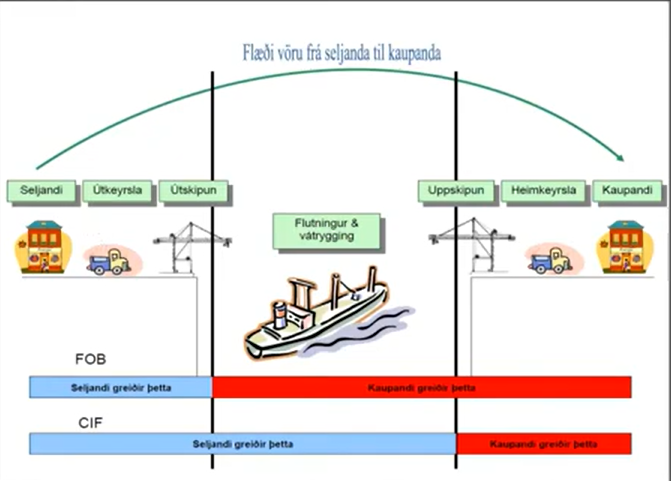 Flæði vöru frá seljanda til kaupanda
Seljandi
Útkeyrsla
Útskipun
Uppskipun
Heimkeyrsla
Kaupandi
Flutningur &
vátrygging
FOB
Seljandi greiðir þetta
Kaupandi greiðir þetta
CIF
Seljandi greiðir þetta
Kaupandi greiðir þetta